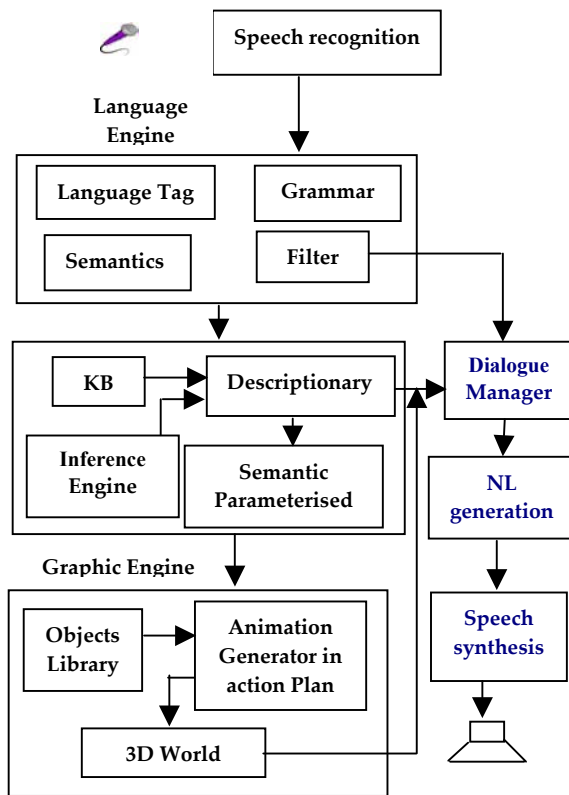 Speech recognition
Language
Engine
Language Tag
Grammar
Semantics
Filter
KB
Descriptionary
Inference
Engine
Semantic
Parameterised
Dialogue
Manager
NL
generation
Speech
synthesis
Graphic Engine
Objects
Library
Animation
Generator in
action Plan
3D World